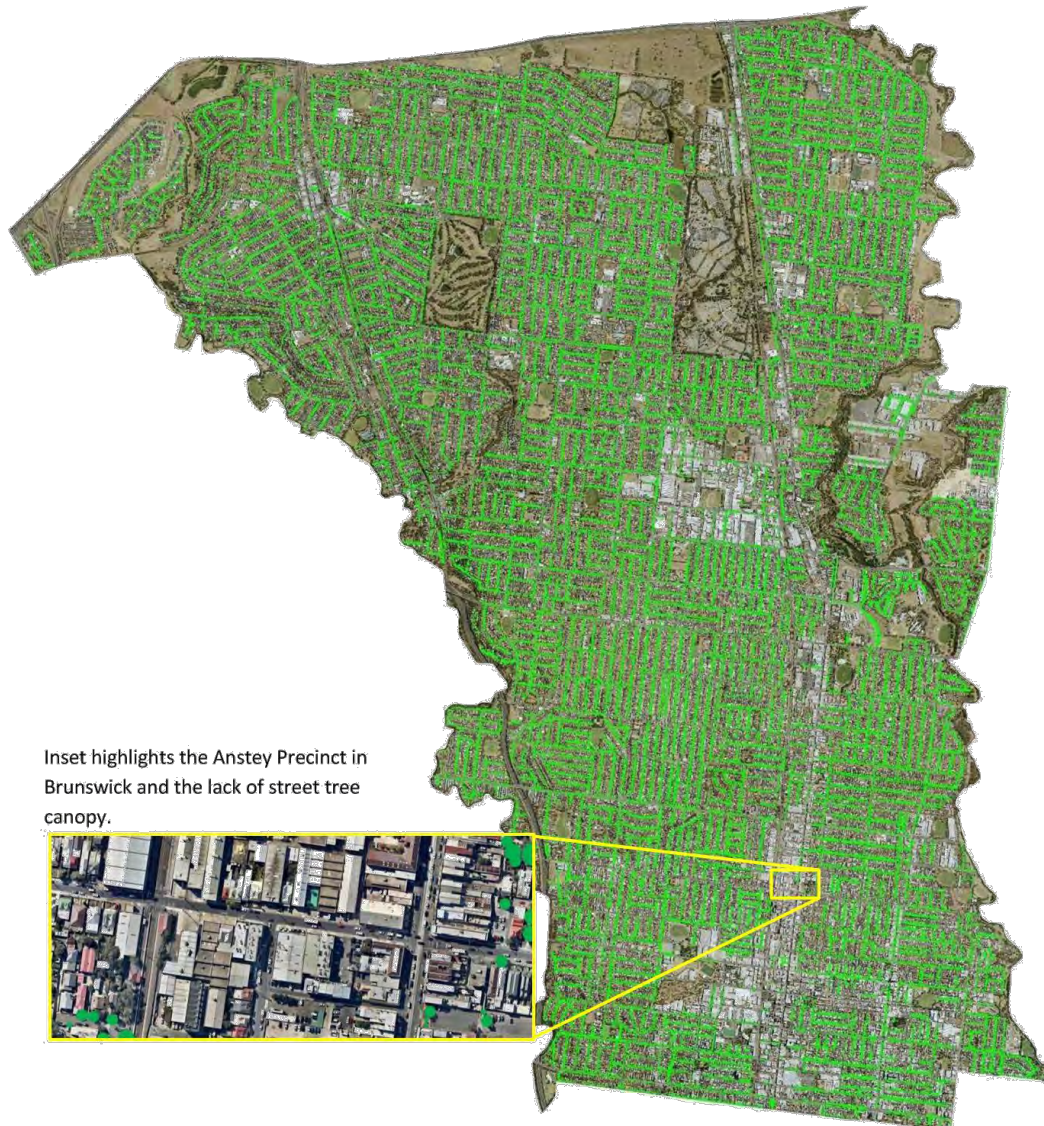 Inset highlights the Anstey Precinct in
Brunswick and the lack of street tree
canopy.